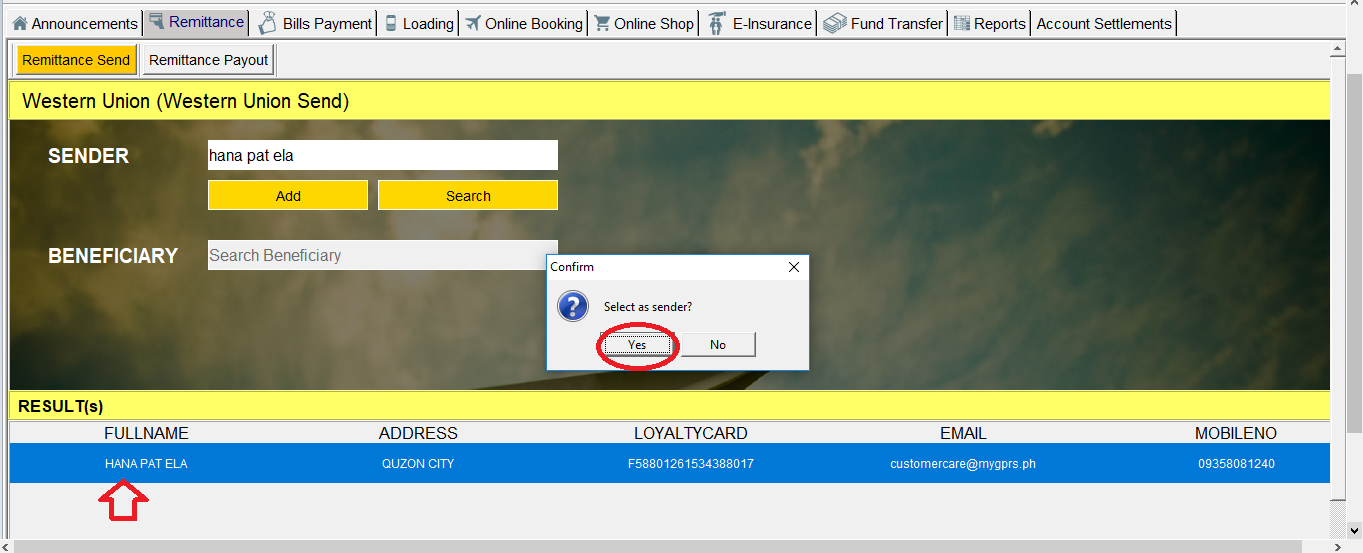 Announcements Remittance Bills Payment Loading Online Booking Online Shop E-Insurance Fund Transfer Reports Account Settlements
Remittance Send Remittance Payout
Western Union (Western Union Send)
SENDER hana pat ela
Add Search
BENEFICIARY Search Beneficiary
Confirm
Select as sender?
Yes No
RESULT(s)
FULLNAME ADDRESS LOYALTYCARD EMAIL MOBILENO
HANA PAT ELA QUZON CITY F58801261534388017 customercare@mygprs.ph 09358081240